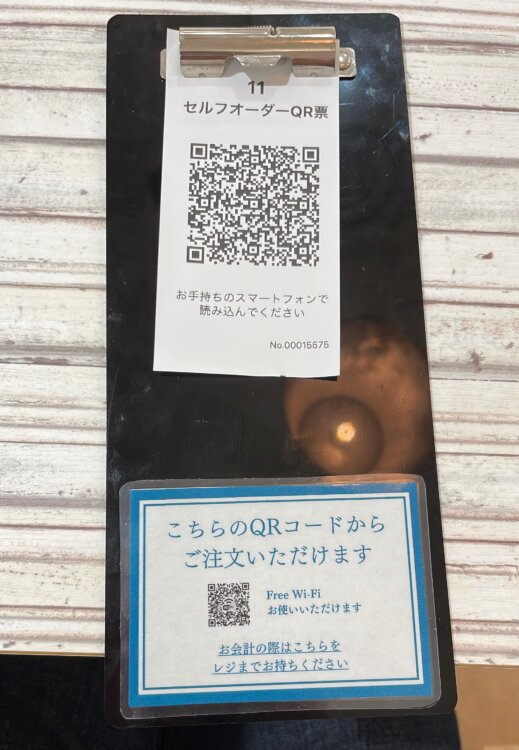 11
セルフオーダーQR票
お手持ちのスマートフォンで
読み込んでください
No.00015575
こちらのQRコードから
ご注文いただけます
Free Wi-Fi
お使いいただけます
お会計の際はこちらを
レジまでお持ちください